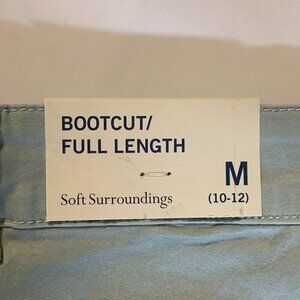 BOOTCUT/
FULL LENGTH
M
Soft Surroundings
(10-12)